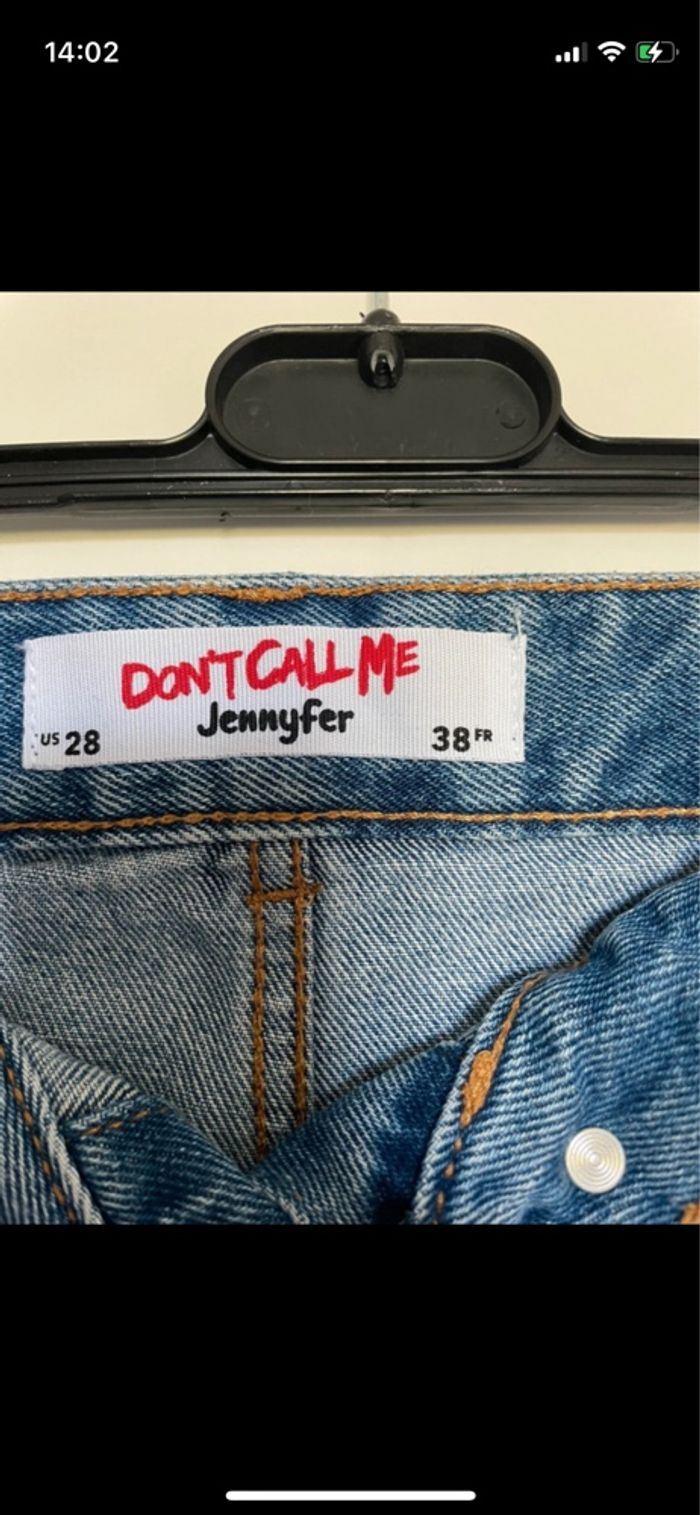 14:02
DON'T CALL ME
Jennyfer
US 28
38 FR